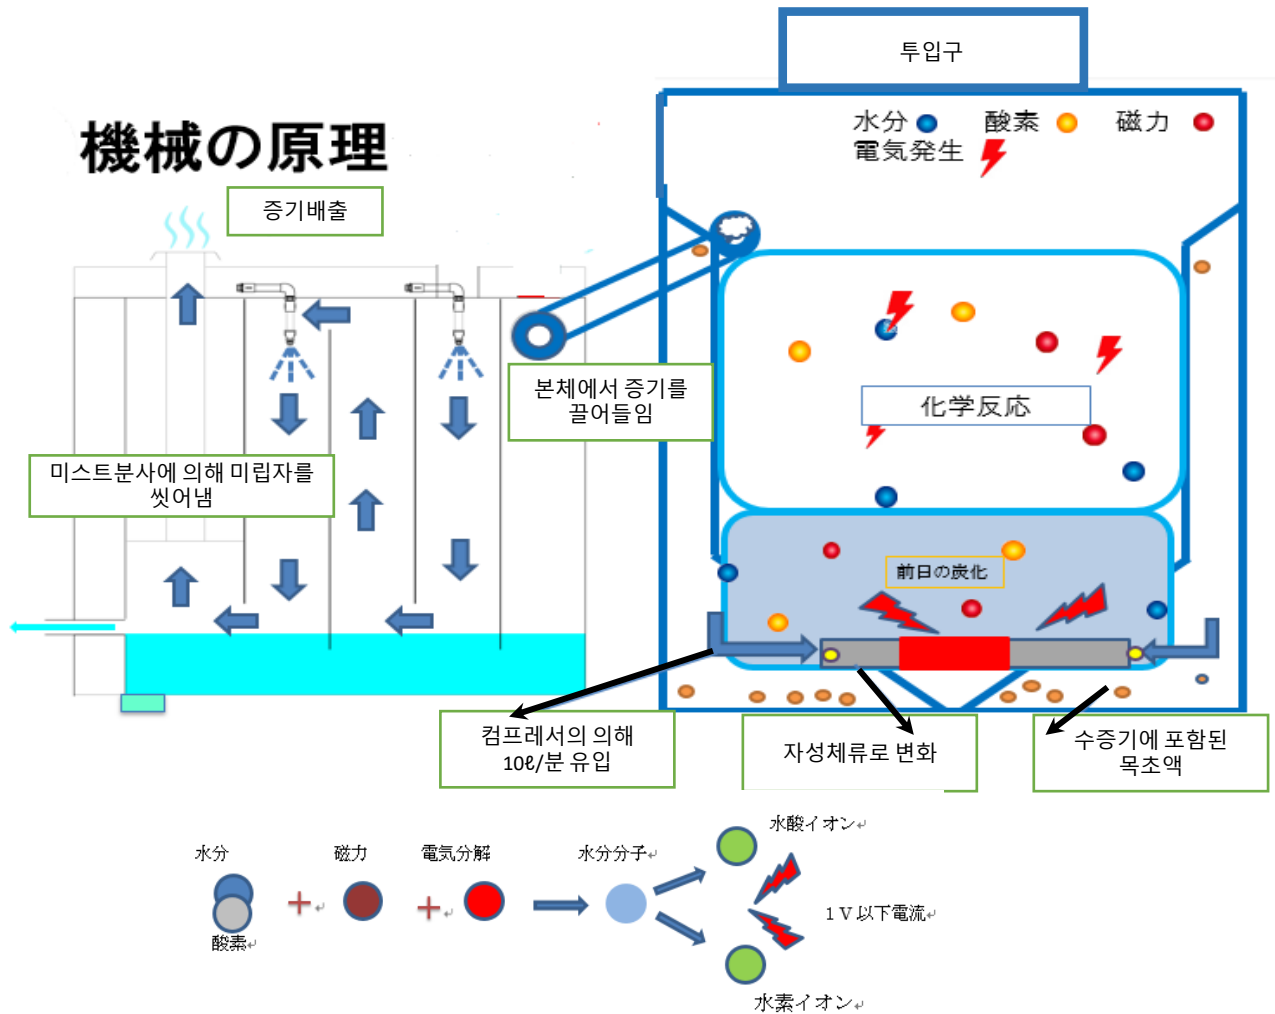 투입구
水分 酸素 磁力
電気発生
機械の原理
증기배출
본체에서 증기를
끌어들임
化学反応
미스트분사에 의해 미립자를
씻어냄
前日の炭化
컴프레서의 의해
10ℓ/분 유입
자성체류로 변화
수증기에 포함된
목초액
水酸イオン
水分 磁力 電気分解 水分分子
１Ｖ以下電流
酸素
水素イオン